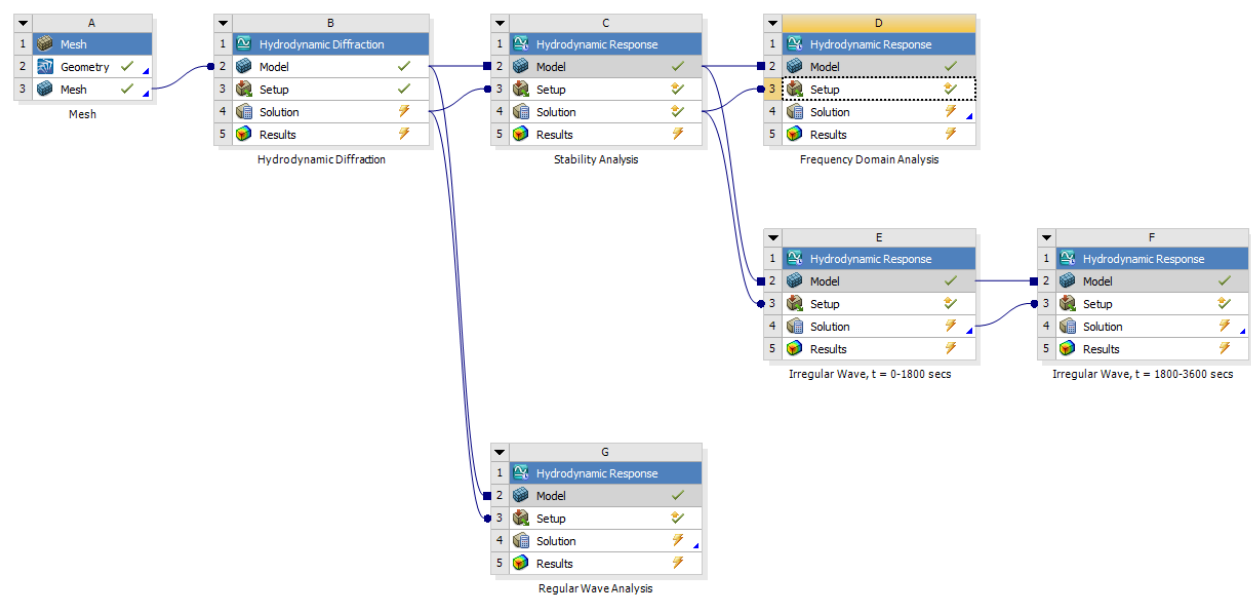 A
1 Mesh
2 Geometry
3 Mesh
Mesh
B
1 Hydrodynamic Diffraction
2 Model
3 Setup
4 Solution
5 Results
Hydrodynamic Diffraction
C
1 Hydrodynamic Response
2 Model
3 Setup
4 Solution
5 Results
Stability Analysis
D
1 Hydrodynamic Response
2 Model
3 Setup
4 Solution
5 Results
Frequency Domain Analysis
E
1 Hydrodynamic Response
2 Model
3 Setup
4 Solution
5 Results
Irregular Wave, t = 0-1800 secs
F
1 Hydrodynamic Response
2 Model
3 Setup
4 Solution
5 Results
Irregular Wave, t = 1800-3600 secs
G
1 Hydrodynamic Response
2 Model
3 Setup
4 Solution
5 Results
Regular Wave Analysis